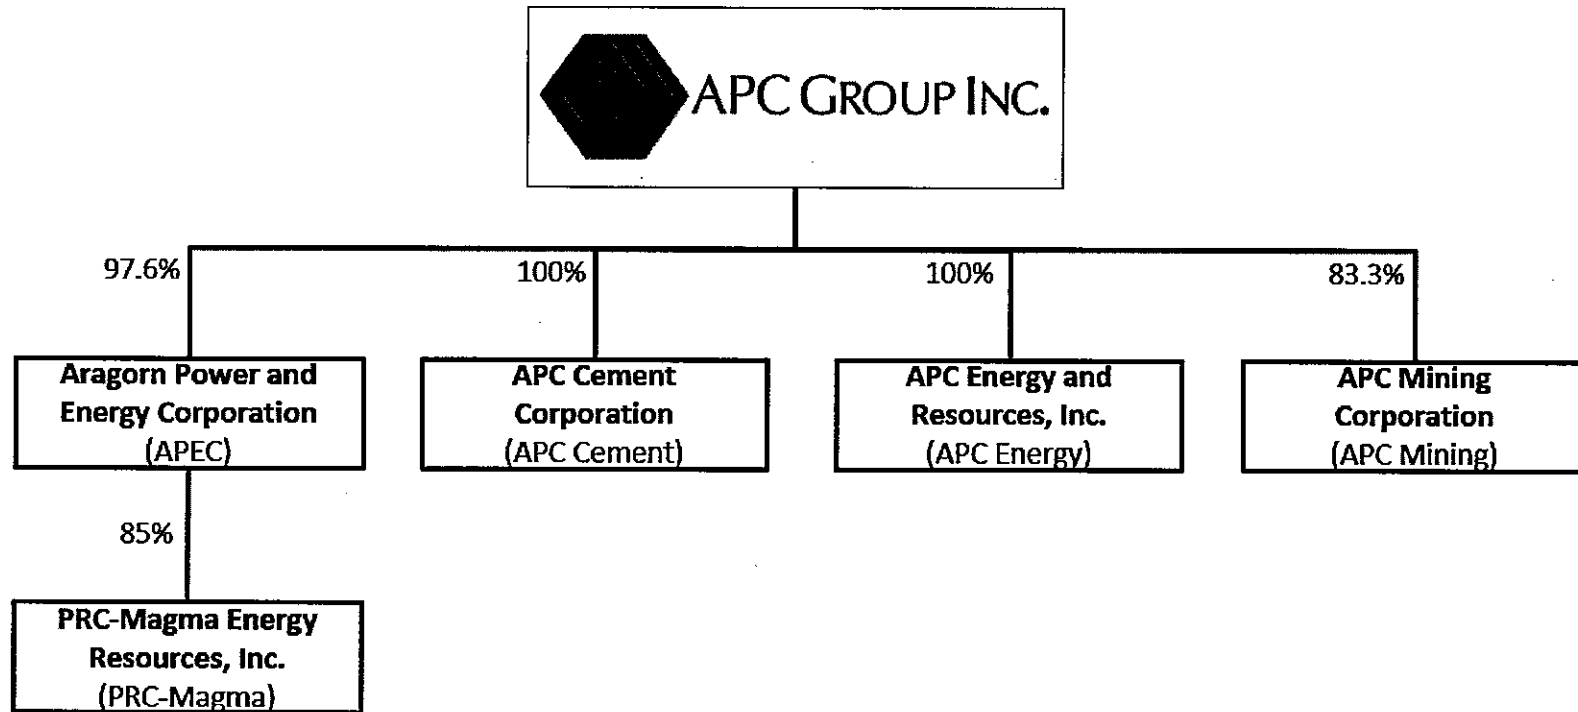 APC GROUP INC.
97.6%
100%
100%
83.3%
Aragorn Power and
Energy Corporation
(APEC)
APC Cement
Corporation
(APC Cement)
APC Energy and
Resources, Inc.
(APC Energy)
APC Mining
Corporation
(APC Mining)
85%
PRC-Magma Energy
Resources, Inc.
(PRC-Magma)